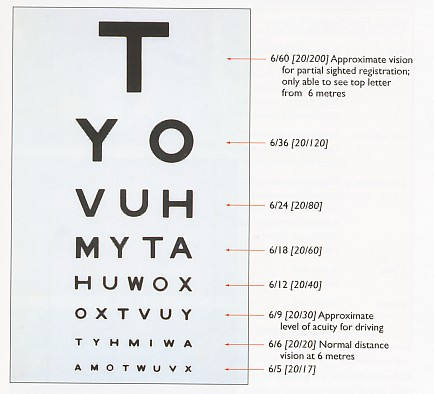 T
6/60 [20/200] Approximate vision
for partial sighted registration;
only able to see top letter
from 6 metres
Y O
6/36 [20/120]
V U H
6/24 [20/80]
M Y T A
6/18 [20/60]
H U W O X
6/12 [20/40]
O X T V U Y
6/9 [20/30] Approximate
level of acuity for driving
T Y H M I W A
6/6 [20/20] Normal distance
vision at 6 metres
A M O T W U V X
6/5 [20/17]